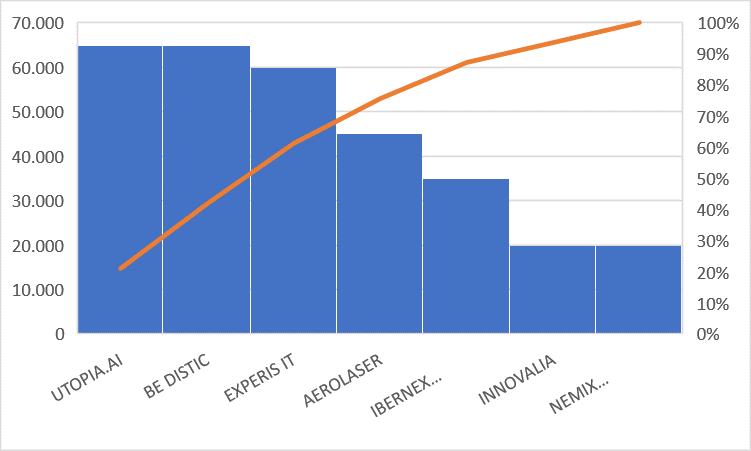 70.000
60.000
50.000
40.000
30.000
20.000
10.000
0
100%
90%
80%
70%
60%
50%
40%
30%
20%
10%
0%
UTOPIA.AI
BE DISTIC
EXPERIS IT
AEROLASER
IBERNEX...
INNOVALIA
NEMIX...